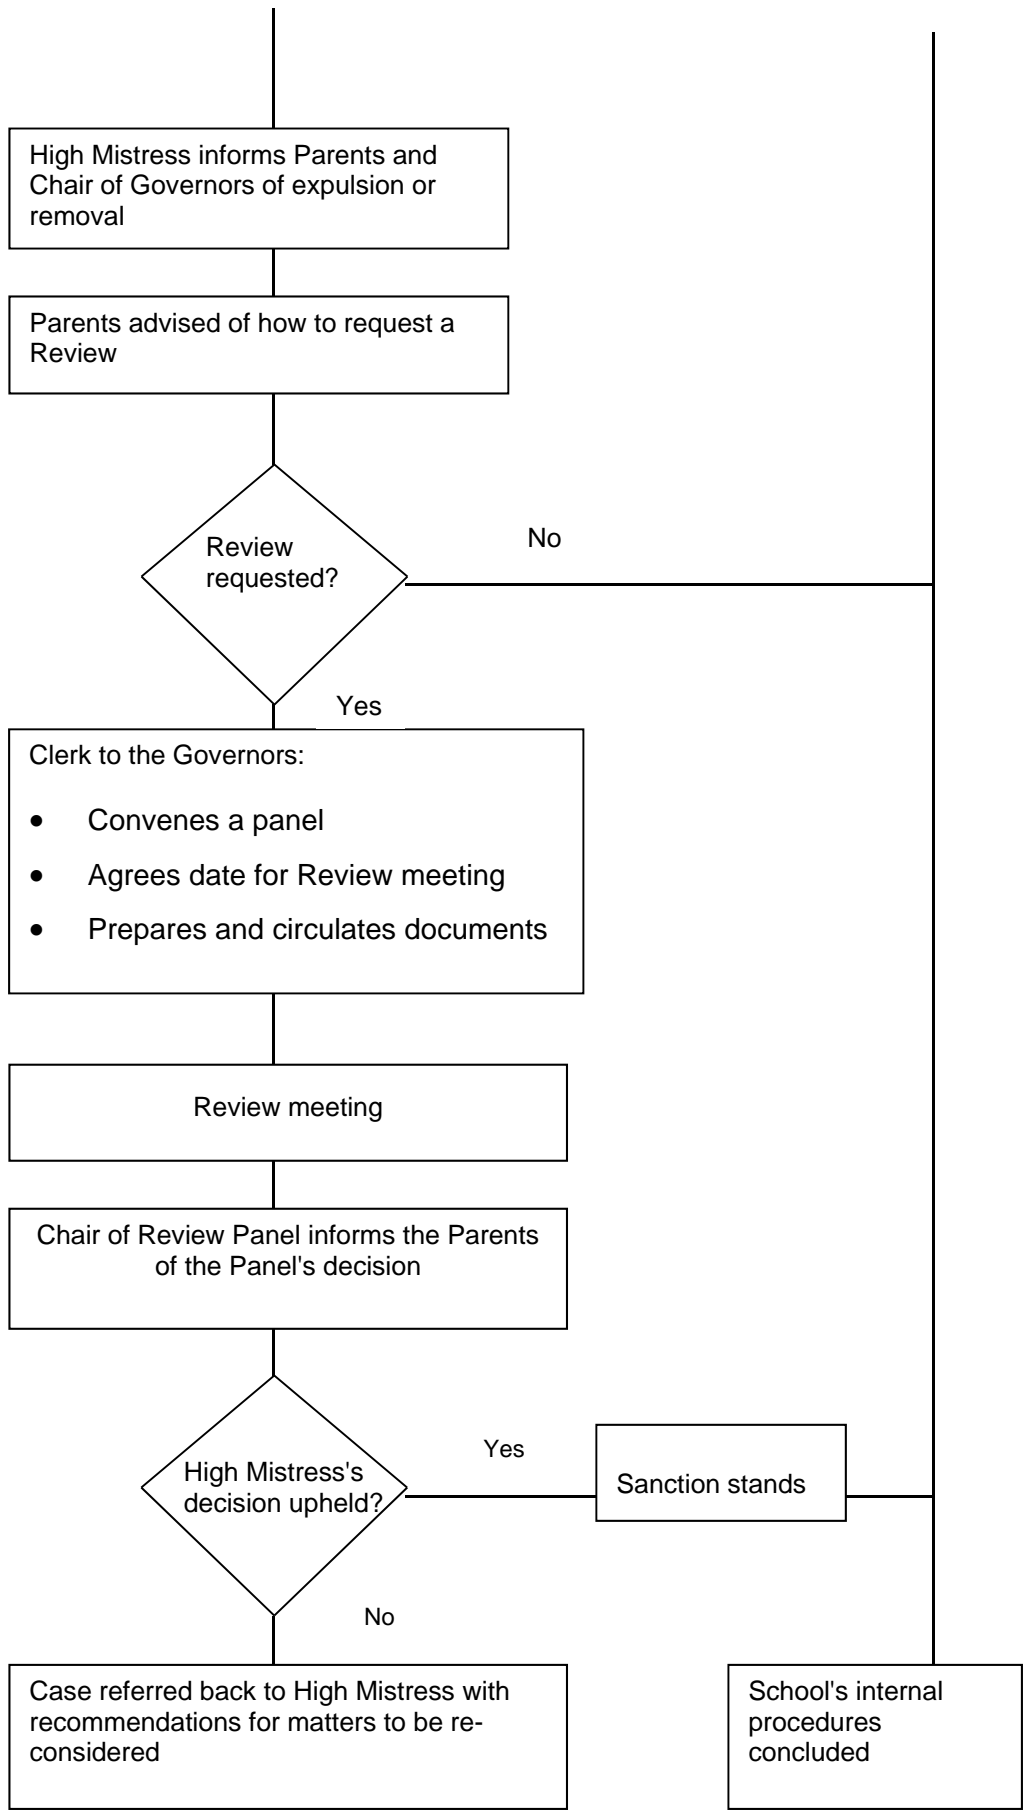 High Mistress informs Parents and
Chair of Governors of expulsion or
removal
Parents advised of how to request a
Review
Review
requested?
No
Yes
Clerk to the Governors:
• Convenes a panel
• Agrees date for Review meeting
• Prepares and circulates documents
Review meeting
Chair of Review Panel informs the Parents
of the Panel's decision
High Mistress's
decision upheld?
Yes
Sanction stands
No
Case referred back to High Mistress with
recommendations for matters to be re-
considered
School's internal
procedures
concluded